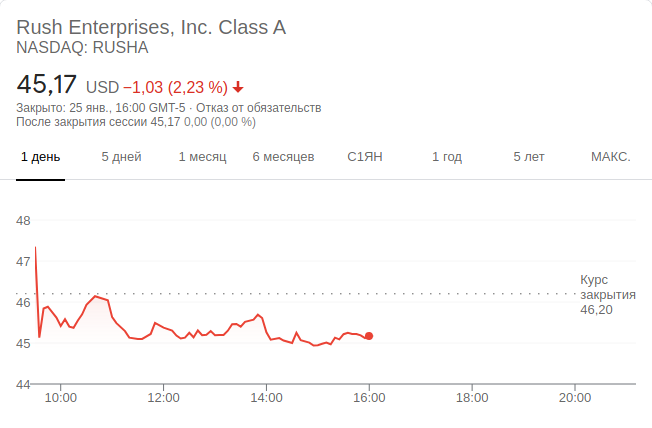 Rush Enterprises, Inc. Class A
NASDAQ: RUSHA
45,17 USD −1,03 (2,23 %)
Закрыто: 25 янв., 16:00 GMT-5 · Отказ от обязательств
После закрытия сессии 45,17 0,00 (0,00 %)
1 день 5 дней 1 месяц 6 месяцев С1ЯН 1 год 5 лет МАКС.
48
47
46
45
44
Курс
закрытия
46,20
10:00 12:00 14:00 16:00 18:00 20:00